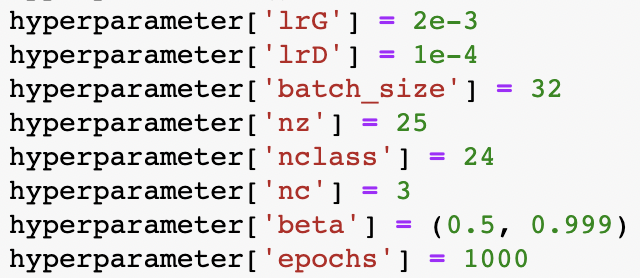 hyperparameter['lrG'] = 2e-3
hyperparameter['lrD'] = 1e-4
hyperparameter['batch_size'] = 32
hyperparameter['nz'] = 25
hyperparameter['nclass'] = 24
hyperparameter['nc'] = 3
hyperparameter['beta'] = (0.5, 0.999)
hyperparameter['epochs'] = 1000